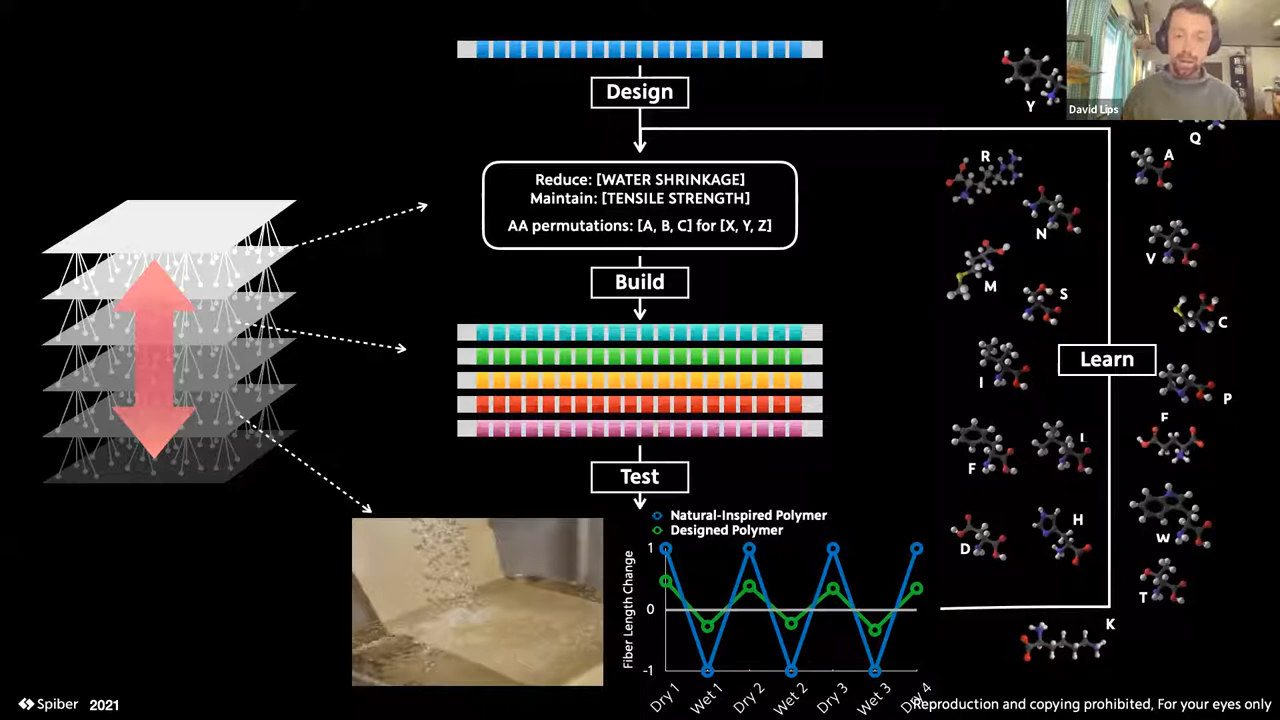 Design
Reduce: [WATER SHRINKAGE]
Maintain: [TENSILE STRENGTH]
AA permutations: [A, B, C] for [X, Y, Z]
Build
Test
Natural-Inspired Polymer
Designed Polymer
Fiber Length Change
1
0
-1
Dry 1
Wet 1
Dry 2
Wet 2
Dry 3
Wet 3
Dry 4
Learn
Y
David Lips
Q
R
A
N
V
M
S
C
I
P
F
D
H
W
T
K
Spiber 2021
Reproduction and copying prohibited, For your eyes only